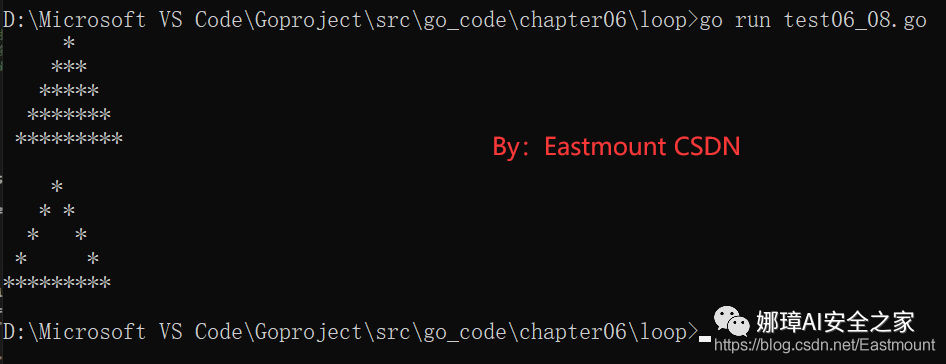 D:\Microsoft VS Code\Goproject\src\go_code\chapter06\loop>go run test06_08.go
     *
    ***
   *****
  *******
 *********
By：Eastmount CSDN
    *
   * *
  *   *
 *     *
*********
D:\Microsoft VS Code\Goproject\src\go_code\chapter06\loop>_
娜璋AI安全之家
https://blog.csdn.net/Eastmount